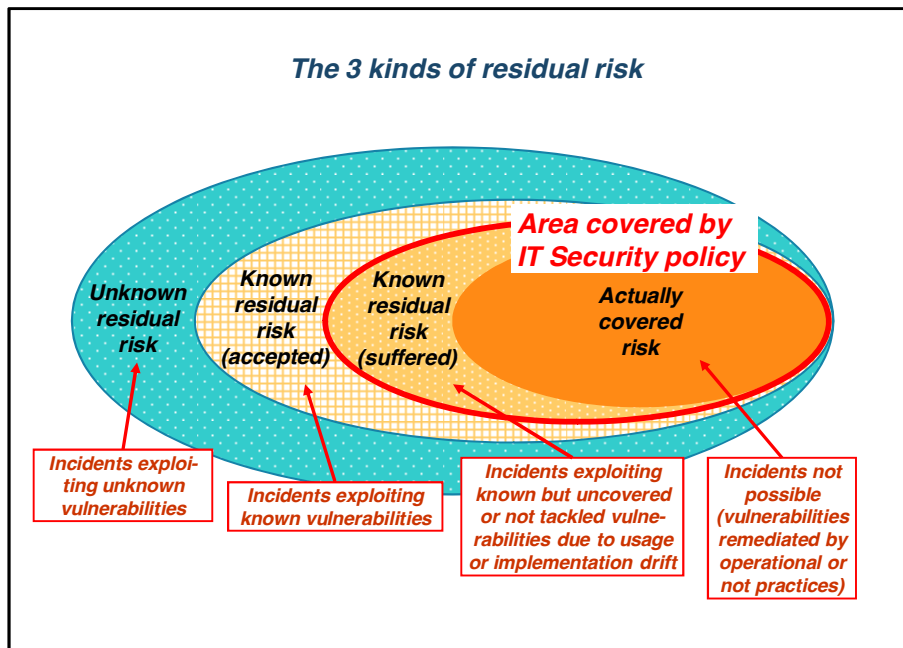 The 3 kinds of residual risk
Area covered by
IT Security policy
Unknown
residual
risk
Known
residual
risk
(accepted)
Known
residual
risk
(suffered)
Actually
covered
risk
Incidents exploi-
ting unknown
vulnerabilities
Incidents exploiting
known vulnerabilities
Incidents exploiting
known but uncovered
or not tackled vulne-
rabilities due to usage
or implementation drift
Incidents not
possible
(vulnerabilities
remediated by
operational or
not practices)